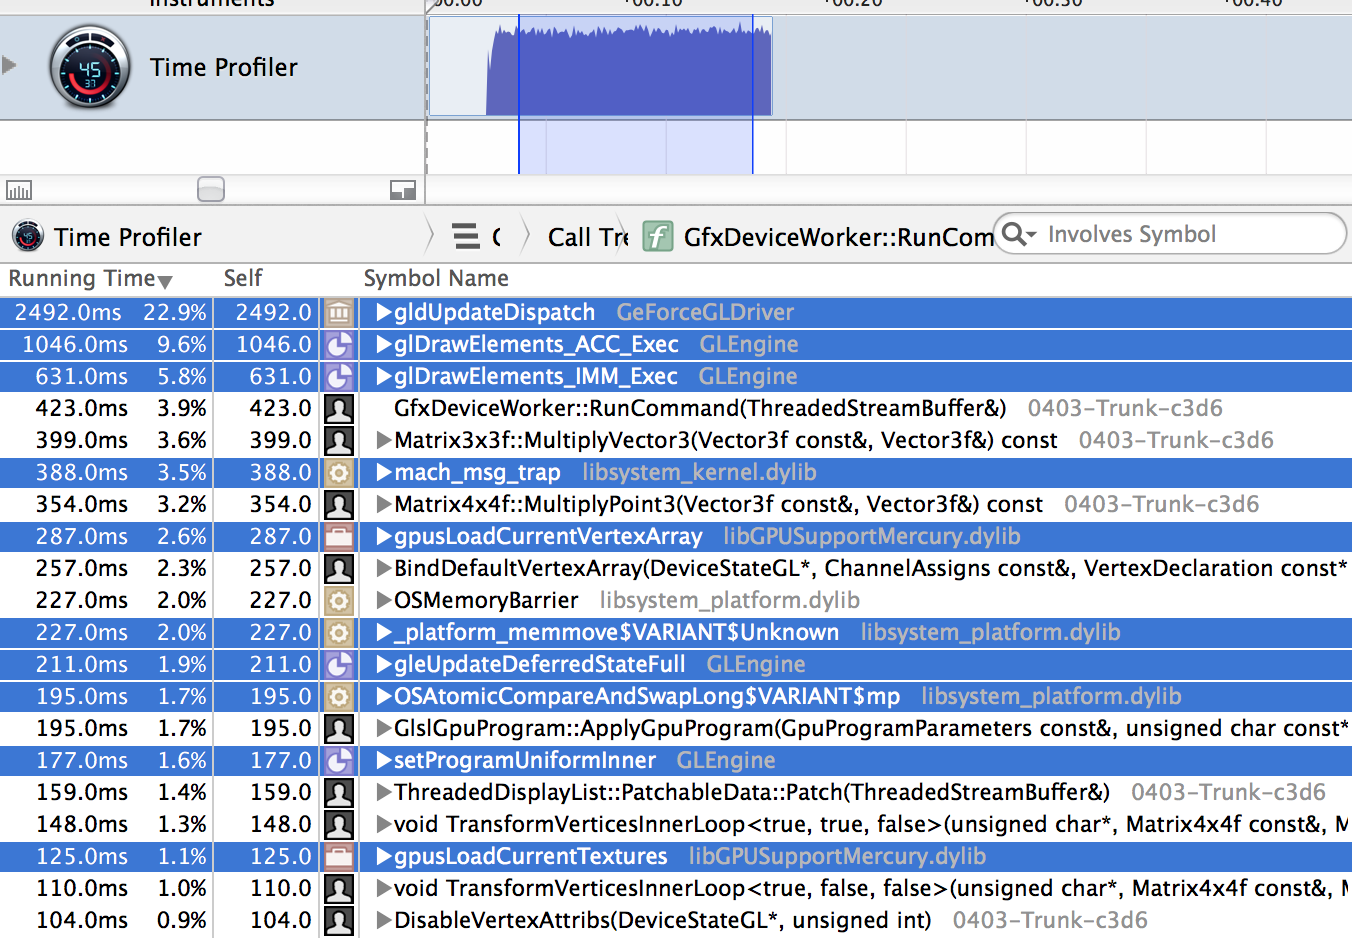 Instruments
00:00 00:10 00:20 00:30 00:40
45
37
Time Profiler
Time Profiler Call Tre GfxDeviceWorker::RunCom Involves Symbol
Running Time Self Symbol Name
2492.0ms 22.9% 2492.0 gldUpdateDispatch GeForceGLDriver
1046.0ms 9.6% 1046.0 glDrawElements_ACC_Exec GLEngine
631.0ms 5.8% 631.0 glDrawElements_IMM_Exec GLEngine
423.0ms 3.9% 423.0 GfxDeviceWorker::RunCommand(ThreadedStreamBuffer&) 0403-Trunk-c3d6
399.0ms 3.6% 399.0 Matrix3x3f::MultiplyVector3(Vector3f const&, Vector3f&) const 0403-Trunk-c3d6
388.0ms 3.5% 388.0 mach_msg_trap libsystem_kernel.dylib
354.0ms 3.2% 354.0 Matrix4x4f::MultiplyPoint3(Vector3f const&, Vector3f&) const 0403-Trunk-c3d6
287.0ms 2.6% 287.0 gpusLoadCurrentVertexArray libGPUSupportMercury.dylib
257.0ms 2.3% 257.0 BindDefaultVertexArray(DeviceStateGL*, ChannelAssigns const&, VertexDeclaration const*
227.0ms 2.0% 227.0 OSMemoryBarrier libsystem_platform.dylib
227.0ms 2.0% 227.0 _platform_memmove$VARIANT$Unknown libsystem_platform.dylib
211.0ms 1.9% 211.0 gleUpdateDeferredStateFull GLEngine
195.0ms 1.7% 195.0 OSAtomicCompareAndSwapLong$VARIANT$mp libsystem_platform.dylib
195.0ms 1.7% 195.0 GlslGpuProgram::ApplyGpuProgram(GpuProgramParameters const&, unsigned char const*
177.0ms 1.6% 177.0 setProgramUniformInner GLEngine
159.0ms 1.4% 159.0 ThreadedDisplayList::PatchableData::Patch(ThreadedStreamBuffer&) 0403-Trunk-c3d6
148.0ms 1.3% 148.0 void TransformVerticesInnerLoop<true, true, false>(unsigned char*, Matrix4x4f const&, M
125.0ms 1.1% 125.0 gpusLoadCurrentTextures libGPUSupportMercury.dylib
110.0ms 1.0% 110.0 void TransformVerticesInnerLoop<true, false, false>(unsigned char*, Matrix4x4f const&, M
104.0ms 0.9% 104.0 DisableVertexAttribs(DeviceStateGL*, unsigned int) 0403-Trunk-c3d6